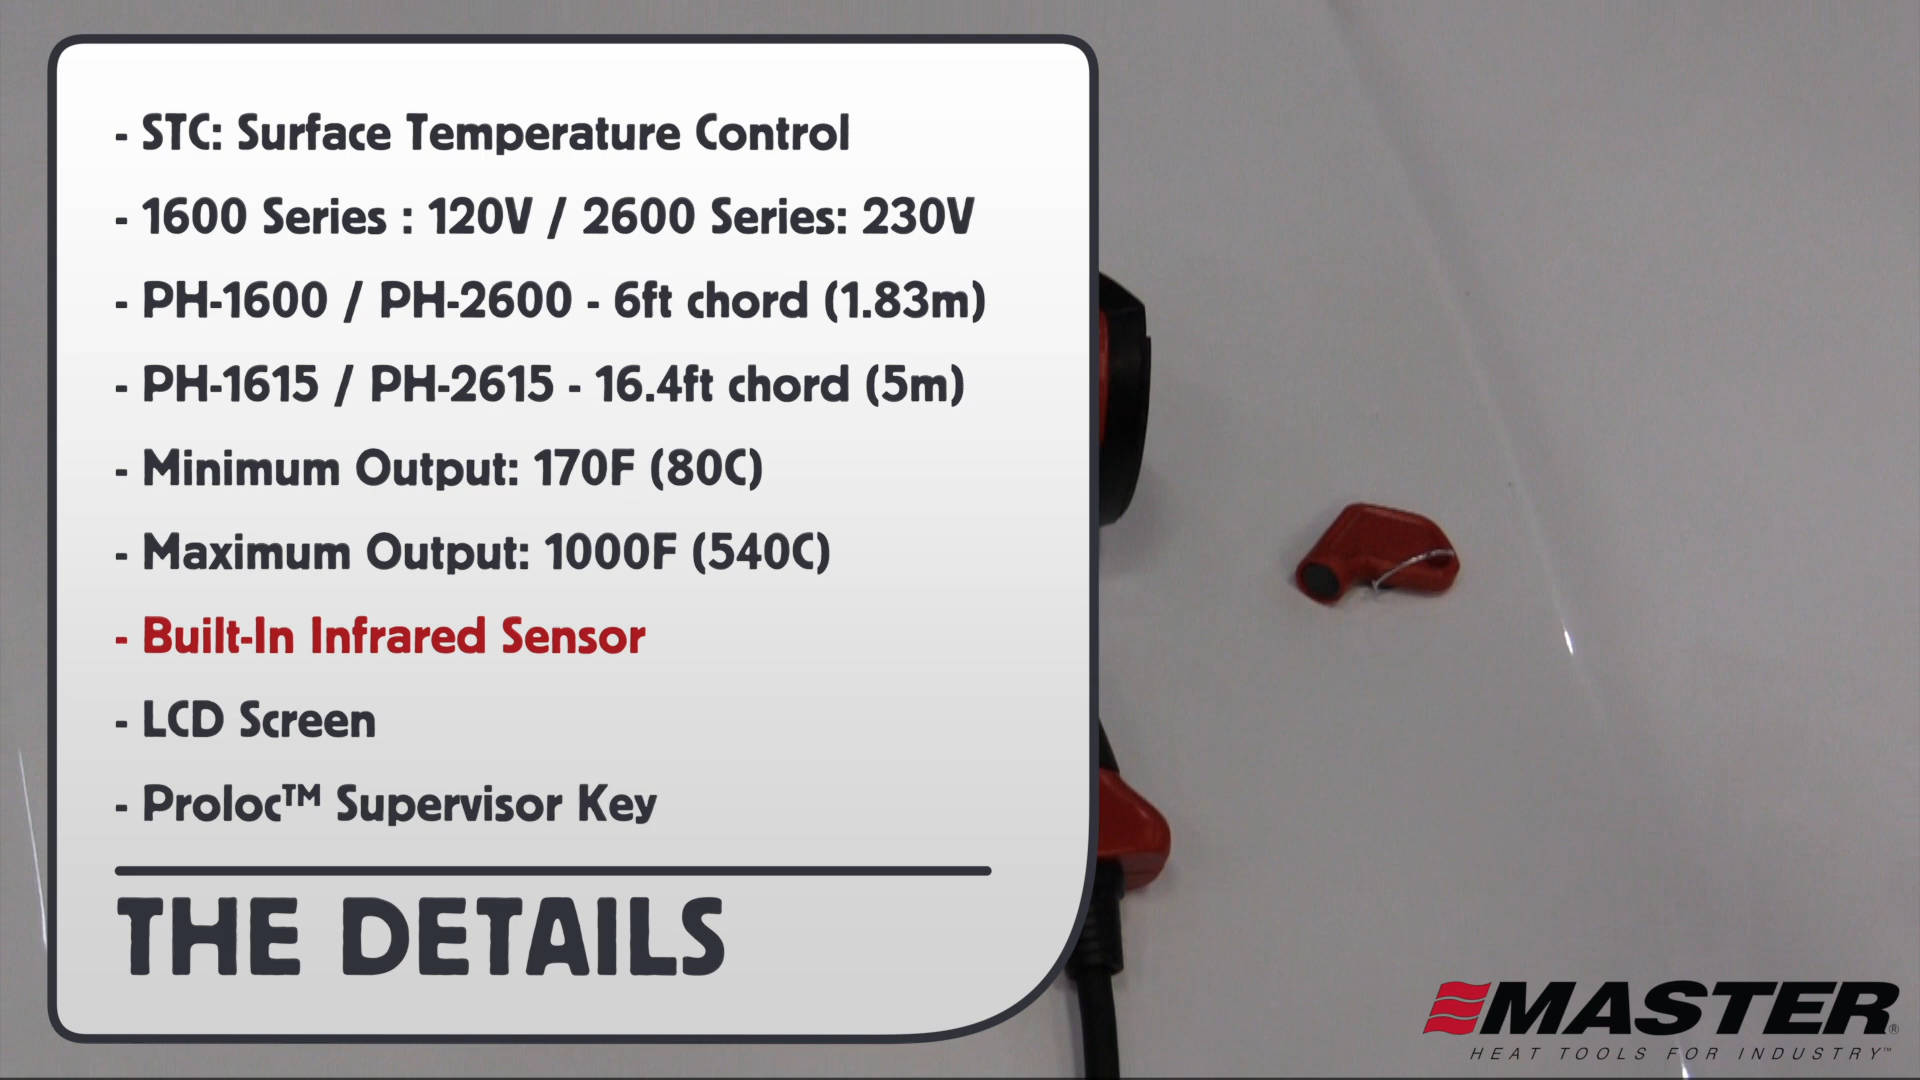 - STC: Surface Temperature Control
- 1600 Series : 120V / 2600 Series: 230V
- PH-1600 / PH-2600 - 6ft chord (1.83m)
- PH-1615 / PH-2615 - 16.4ft chord (5m)
- Minimum Output: 170F (80C)
- Maximum Output: 1000F (540C)
- Built-In Infrared Sensor
- LCD Screen
- Proloc™ Supervisor Key
THE DETAILS
MASTER®
HEAT TOOLS FOR INDUSTRY™